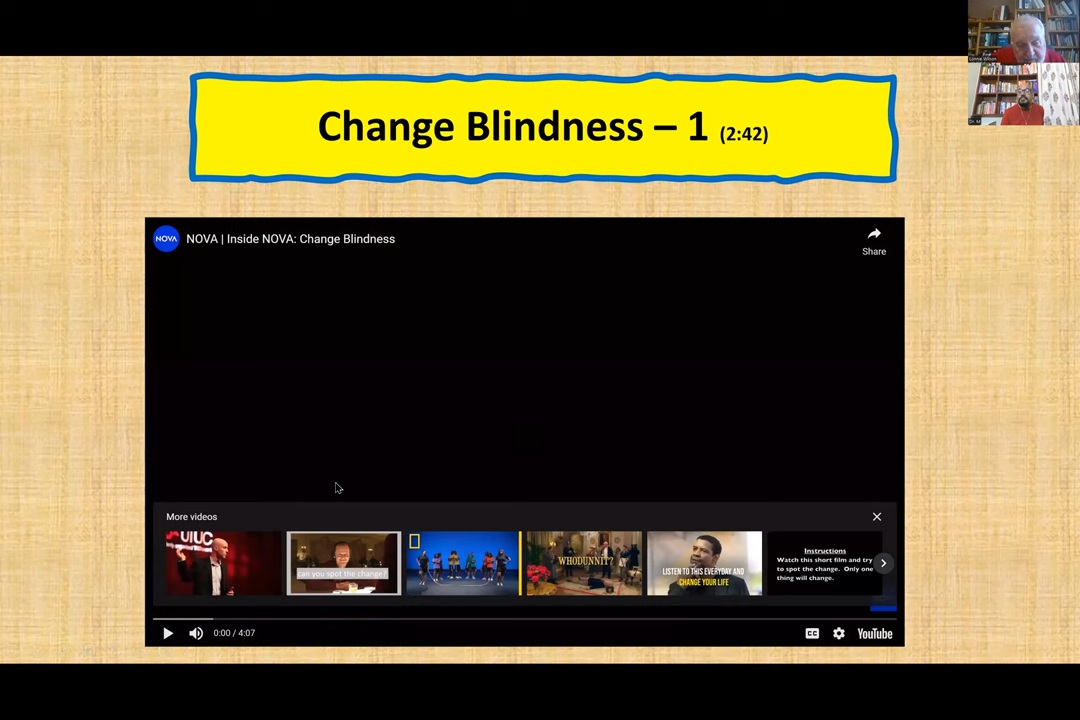 Change Blindness – 1 (2:42)
NOVA
NOVA | Inside NOVA: Change Blindness
Share
More videos
UIUC
can you spot the change?
WHODUNNIT?
LISTEN TO THIS EVERYDAY AND
CHANGE YOUR LIFE
Instructions
Watch this short film and try
to spot the change. Only one
thing will change.
0:00 / 4:07
CC
YouTube
Dr. M